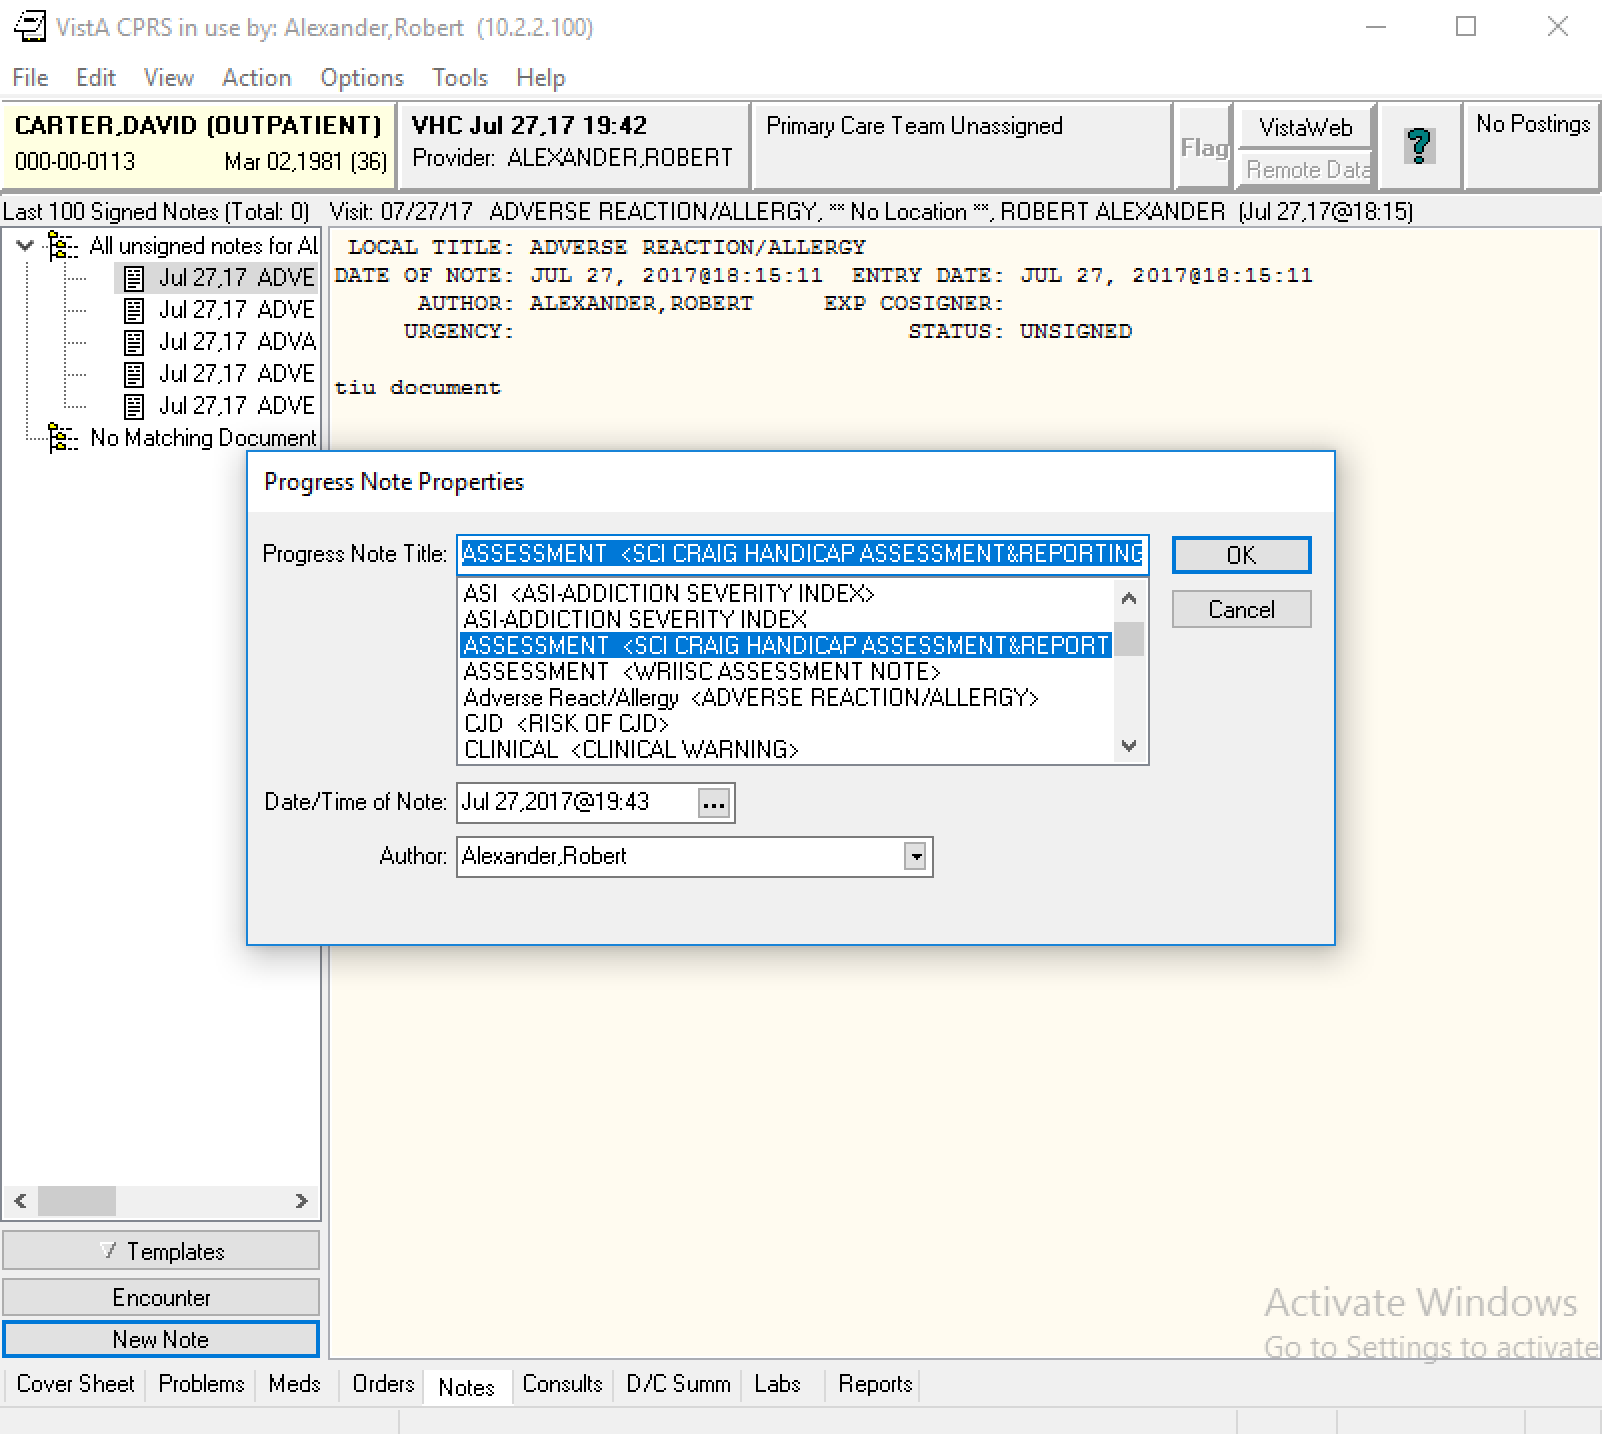 VistA CPRS in use by: Alexander,Robert (10.2.2.100)
File Edit View Action Options Tools Help
CARTER,DAVID (OUTPATIENT)
000-00-0113 Mar 02,1981 (36)
VHC Jul 27,17 19:42
Provider: ALEXANDER,ROBERT
Primary Care Team Unassigned
Flag
VistaWeb
Remote Data
?
No Postings
Last 100 Signed Notes (Total: 0) Visit: 07/27/17 ADVERSE REACTION/ALLERGY, ** No Location **, ROBERT ALEXANDER (Jul 27,17@18:15)
All unsigned notes for Al
Jul 27,17 ADVE
Jul 27,17 ADVE
Jul 27,17 ADVA
Jul 27,17 ADVE
Jul 27,17 ADVE
No Matching Document
LOCAL TITLE: ADVERSE REACTION/ALLERGY
DATE OF NOTE: JUL 27, 2017@18:15:11 ENTRY DATE: JUL 27, 2017@18:15:11
AUTHOR: ALEXANDER,ROBERT EXP COSIGNER:
URGENCY: STATUS: UNSIGNED
tiu document
Progress Note Properties
Progress Note Title: ASSESSMENT <SCI CRAIG HANDICAP ASSESSMENT&REPORTING
OK
Cancel
ASI <ASI-ADDICTION SEVERITY INDEX>
ASI-ADDICTION SEVERITY INDEX
ASSESSMENT <SCI CRAIG HANDICAP ASSESSMENT&REPORT
ASSESSMENT <WRIISC ASSESSMENT NOTE>
Adverse React/Allergy <ADVERSE REACTION/ALLERGY>
CJD <RISK OF CJD>
CLINICAL <CLINICAL WARNING>
Date/Time of Note: Jul 27,2017@19:43 ...
Author: Alexander,Robert
Templates
Encounter
New Note
Activate Windows
Go to Settings to activate
Cover Sheet Problems Meds Orders Notes Consults D/C Summ Labs Reports